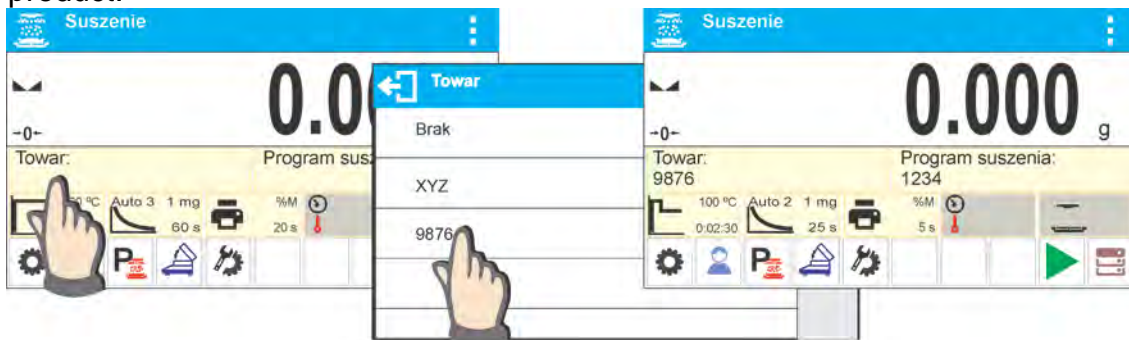 Suszenie
0.0
→0←
Towar:
Program susz
0 °C
Auto 3
1 mg
60 s
%M
20 s
P
Towar
Brak
XYZ
9876
Suszenie
0.000
g
→0←
Towar:
9876
Program suszenia:
1234
100 °C
0:02:30
Auto 2
1 mg
25 s
%M
5 s
P